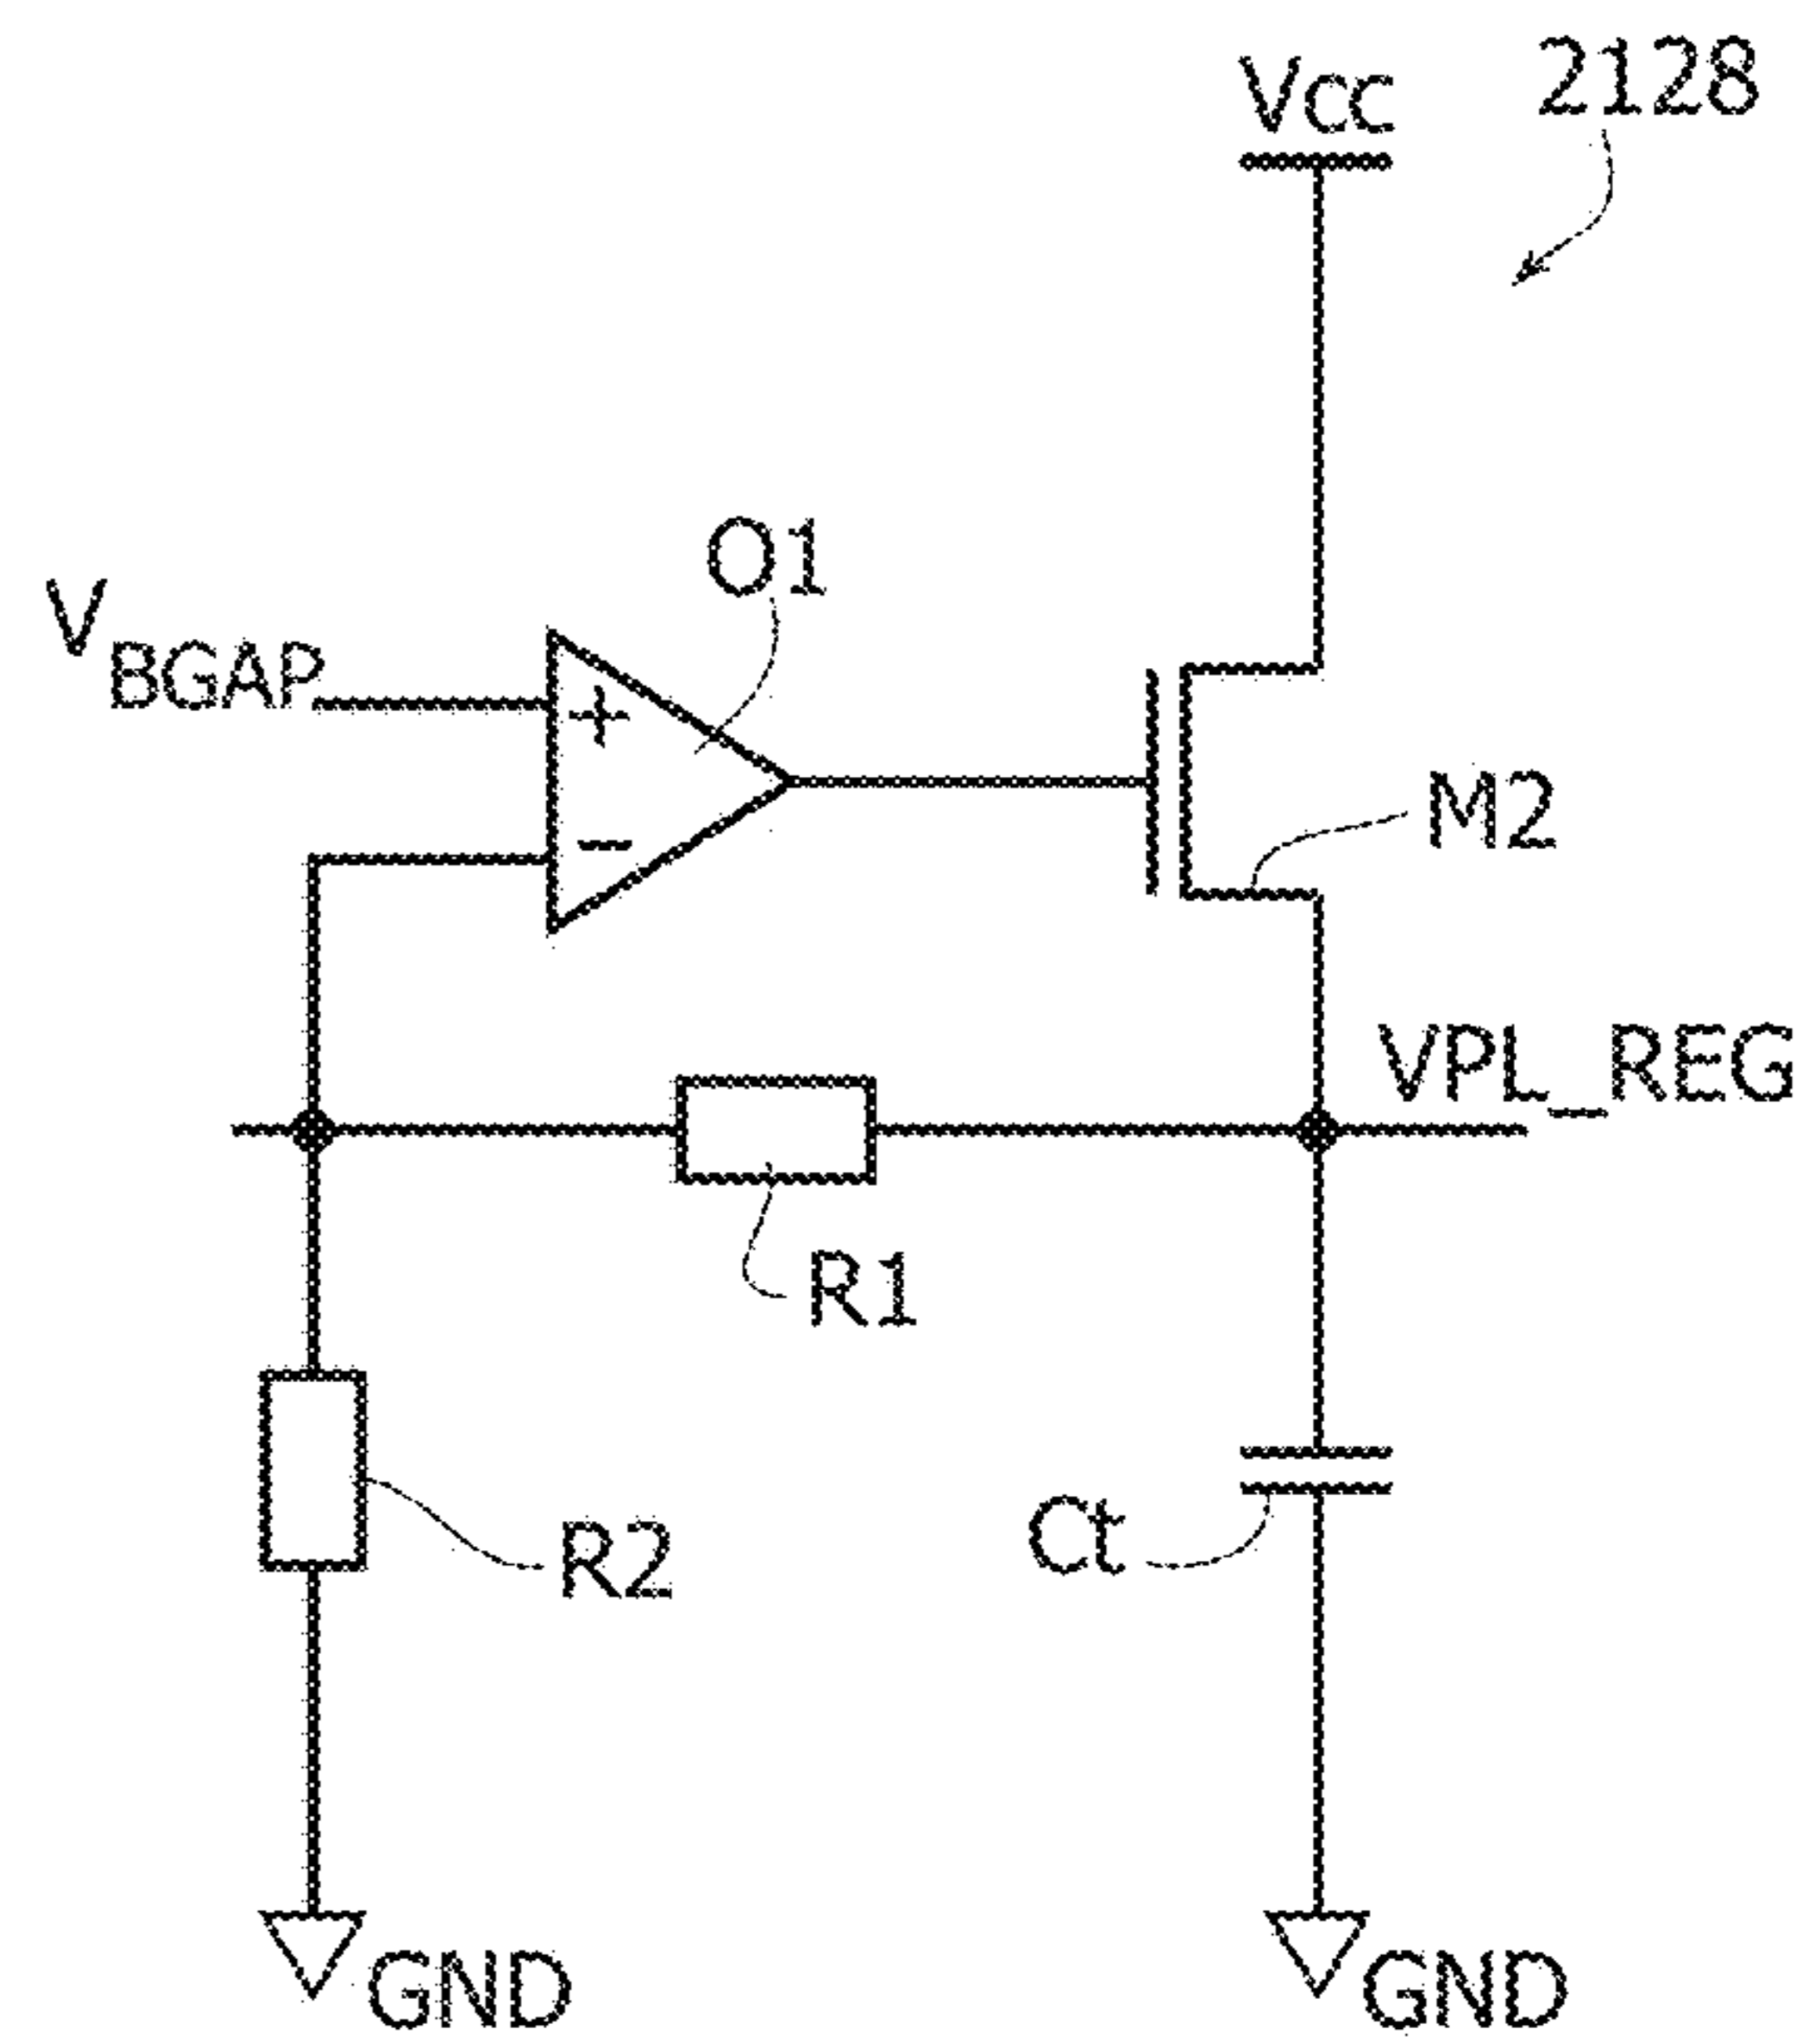 2128
Vcc
O1
VBGAP
+
-
M2
VPL_REG
R1
Ct
R2
GND
GND